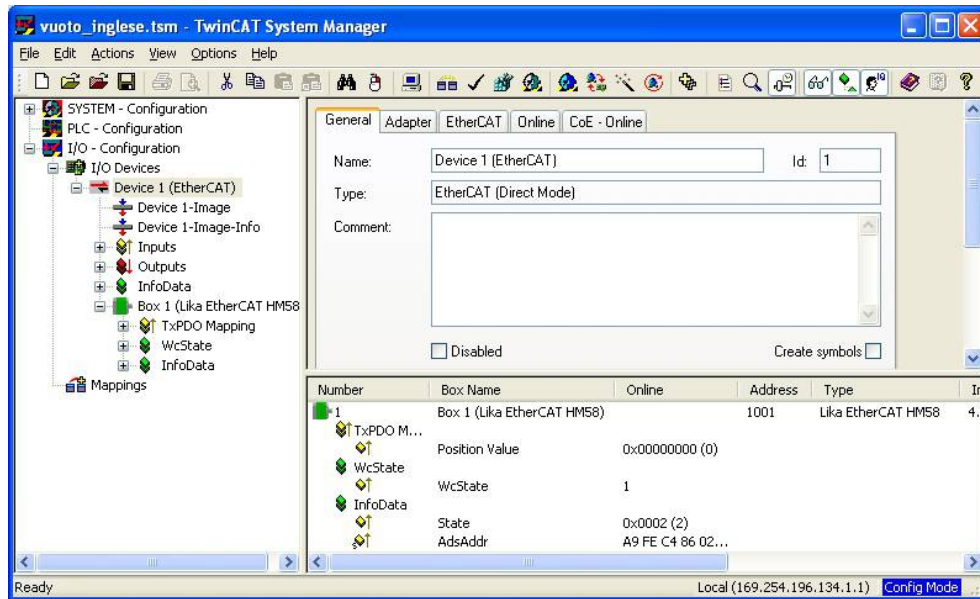 vuoto_inglese.tsm - TwinCAT System Manager
File Edit Actions View Options Help
SYSTEM - Configuration
PLC - Configuration
I/O - Configuration
I/O Devices
Device 1 (EtherCAT)
Device 1-Image
Device 1-Image-Info
Inputs
Outputs
InfoData
Box 1 (Lika EtherCAT HM58
TxPDO Mapping
WcState
InfoData
Mappings
General Adapter EtherCAT Online CoE - Online
Name: Device 1 (EtherCAT) Id: 1
Type: EtherCAT (Direct Mode)
Comment:
Disabled Create symbols
Number Box Name Online Address Type
1 Box 1 (Lika EtherCAT HM58) 1001 Lika EtherCAT HM58 4.
TxPDO M...
Position Value 0x00000000 (0)
WcState
WcState 1
InfoData
State 0x0002 (2)
AdsAddr A9 FE C4 86 02...
Ready Local (169.254.196.134.1.1) Config Mode